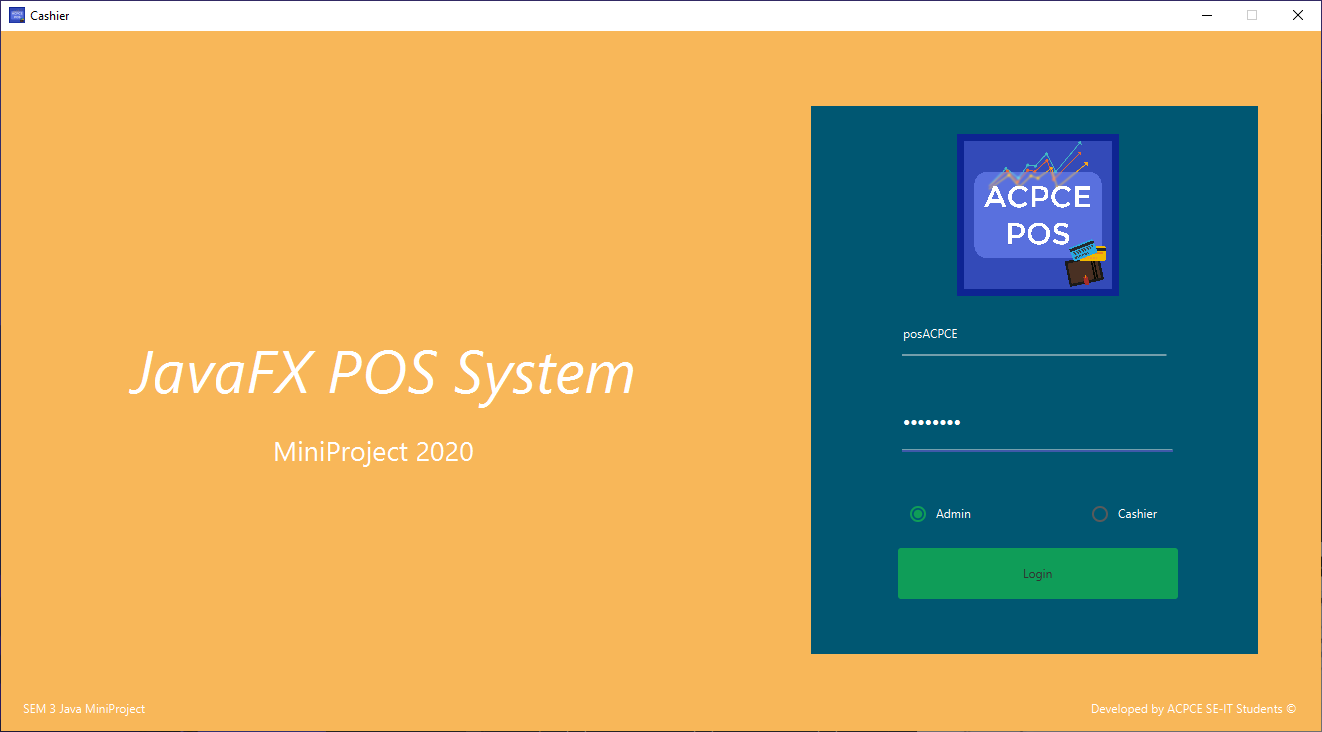 Cashier
ACPCE
POS
posACPCE
••••••••
JavaFX POS System
MiniProject 2020
Admin
Cashier
Login
SEM 3 Java MiniProject
Developed by ACPCE SE-IT Students ©